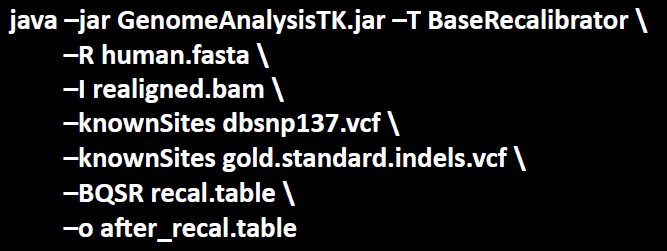 java –jar GenomeAnalysisTK.jar –T BaseRecalibrator \
–R human.fasta \
–I realigned.bam \
–knownSites dbsnp137.vcf \
–knownSites gold.standard.indels.vcf \
–BQSR recal.table \
–o after_recal.table